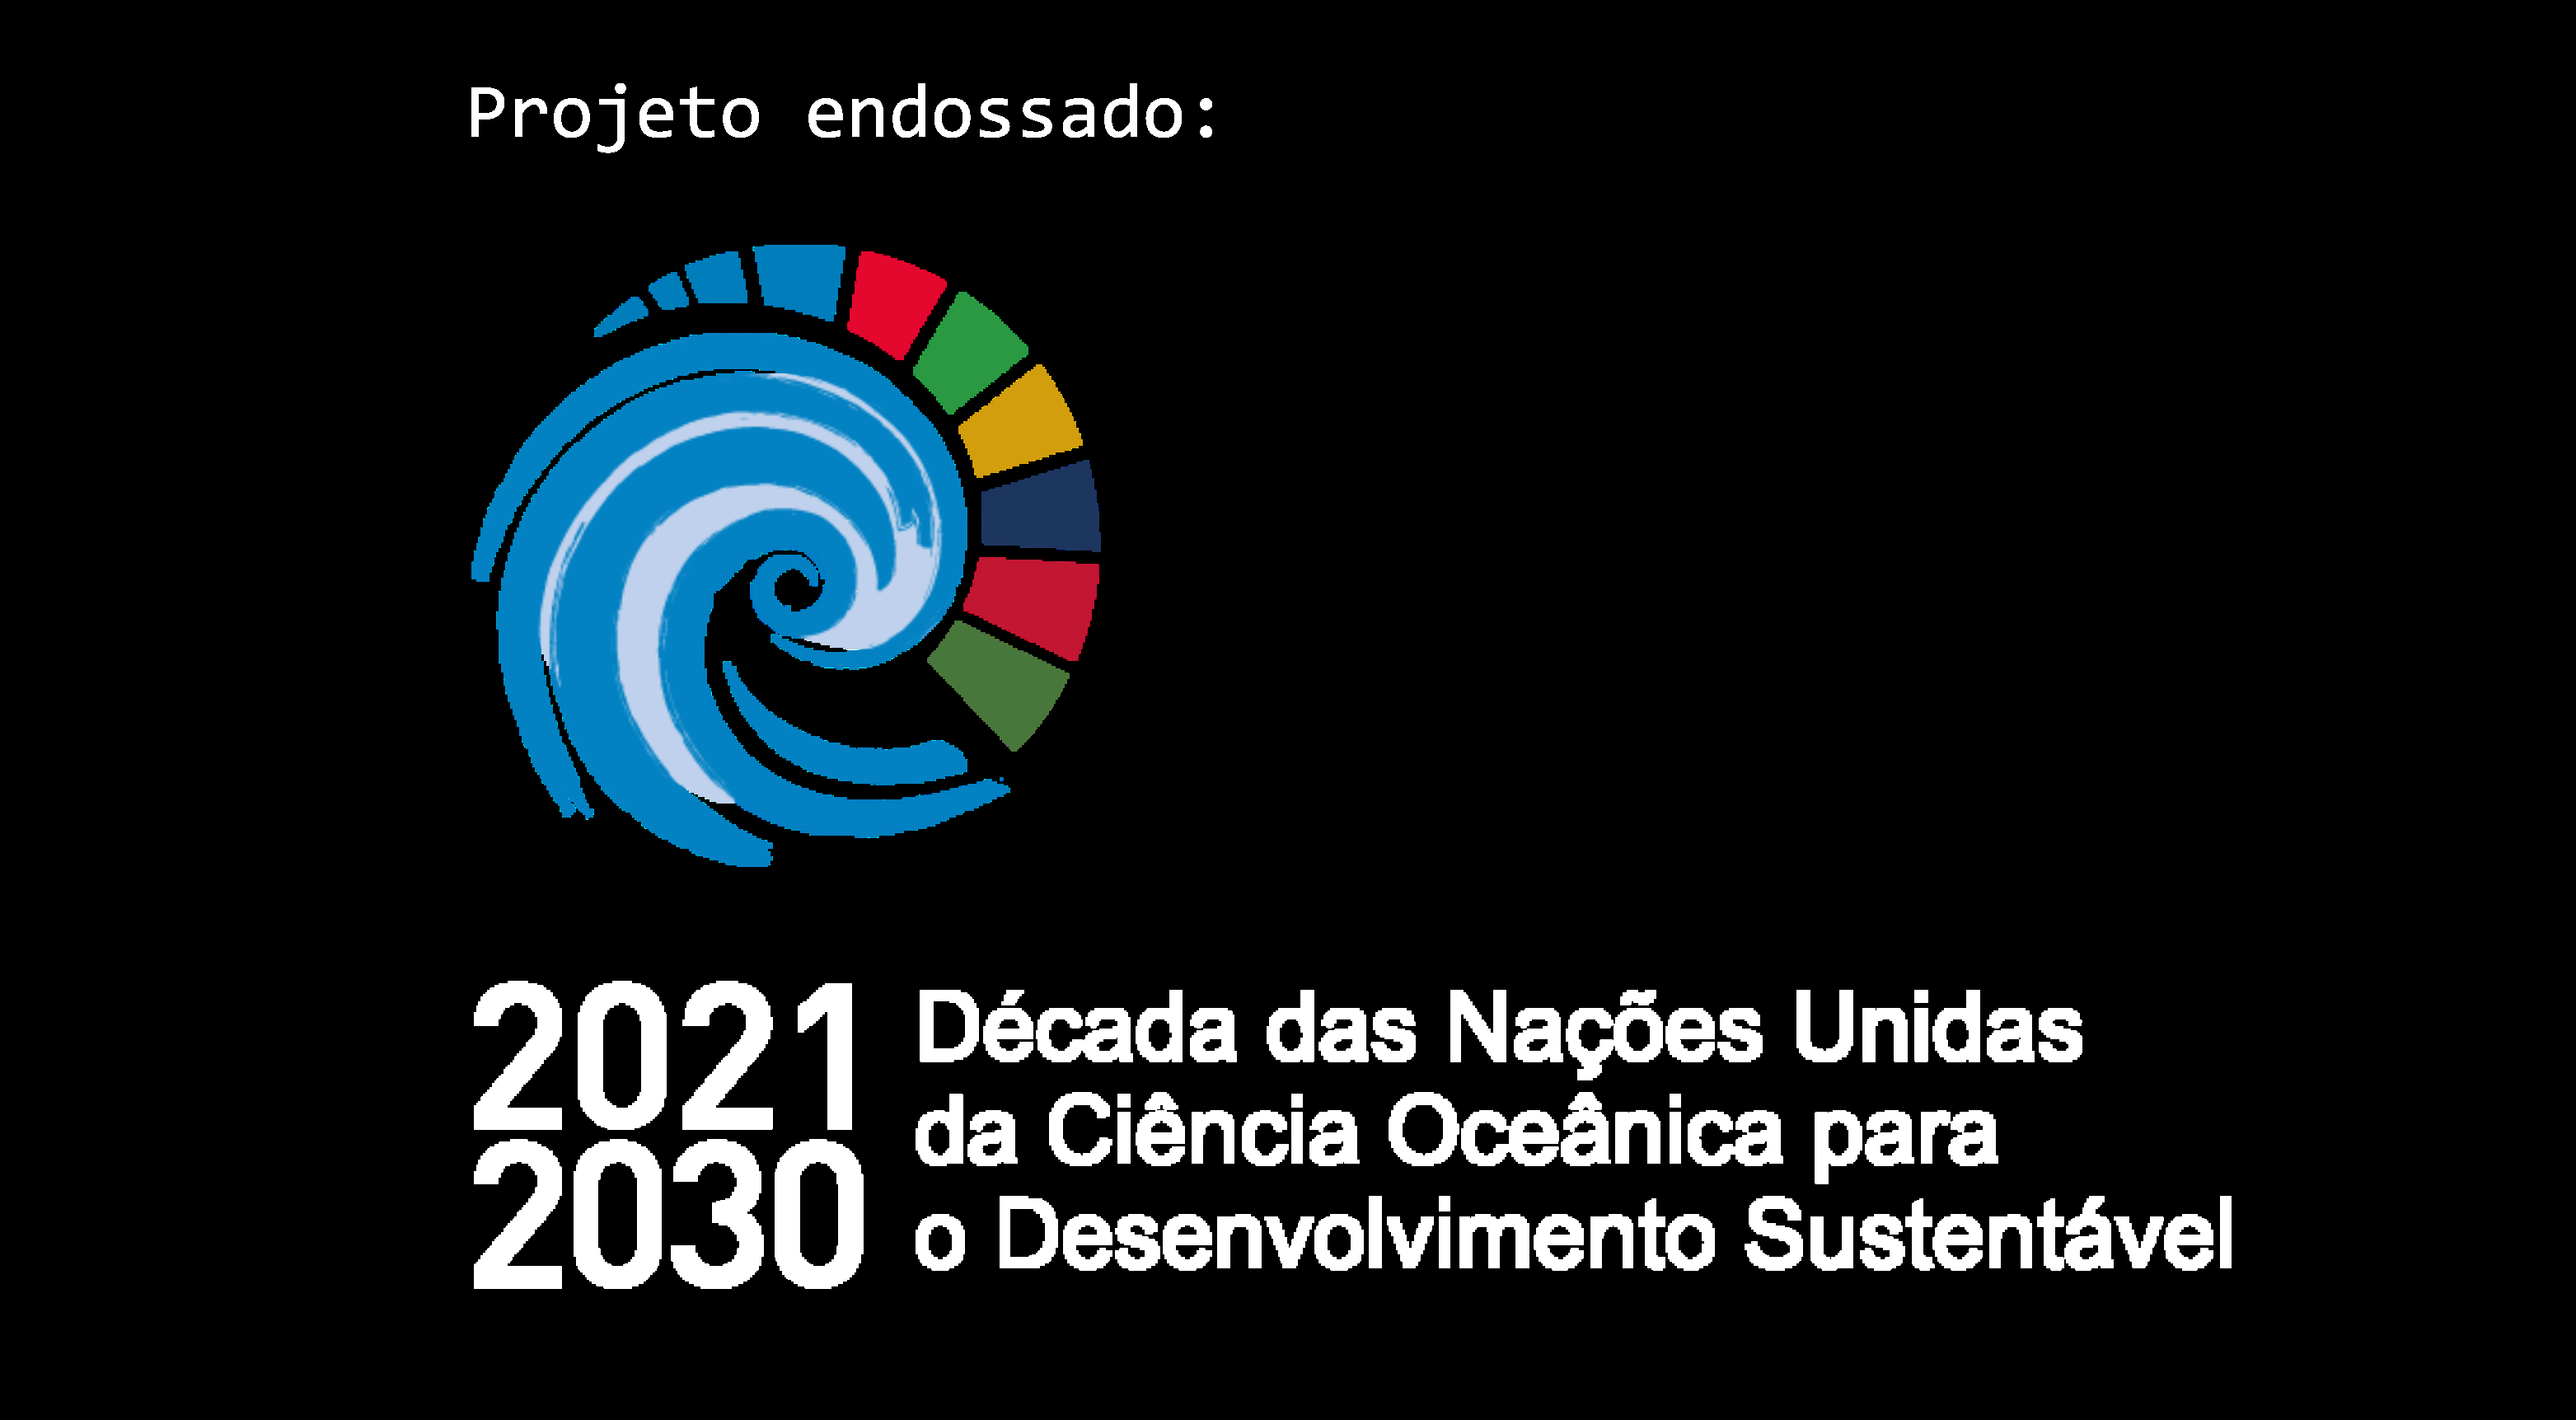 Projeto endossado:
2021
2030
Década das Nações Unidas
da Ciência Oceânica para
o Desenvolvimento Sustentável